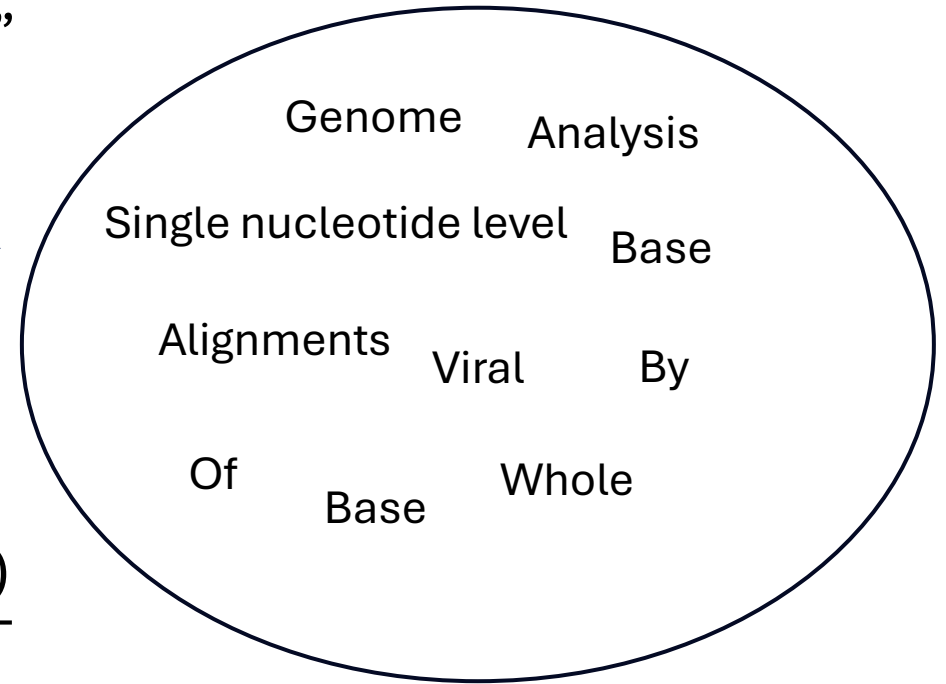 ”
Genome
Analysis
Single nucleotide level
Base
Alignments
Viral
By
Of
Base
Whole
)